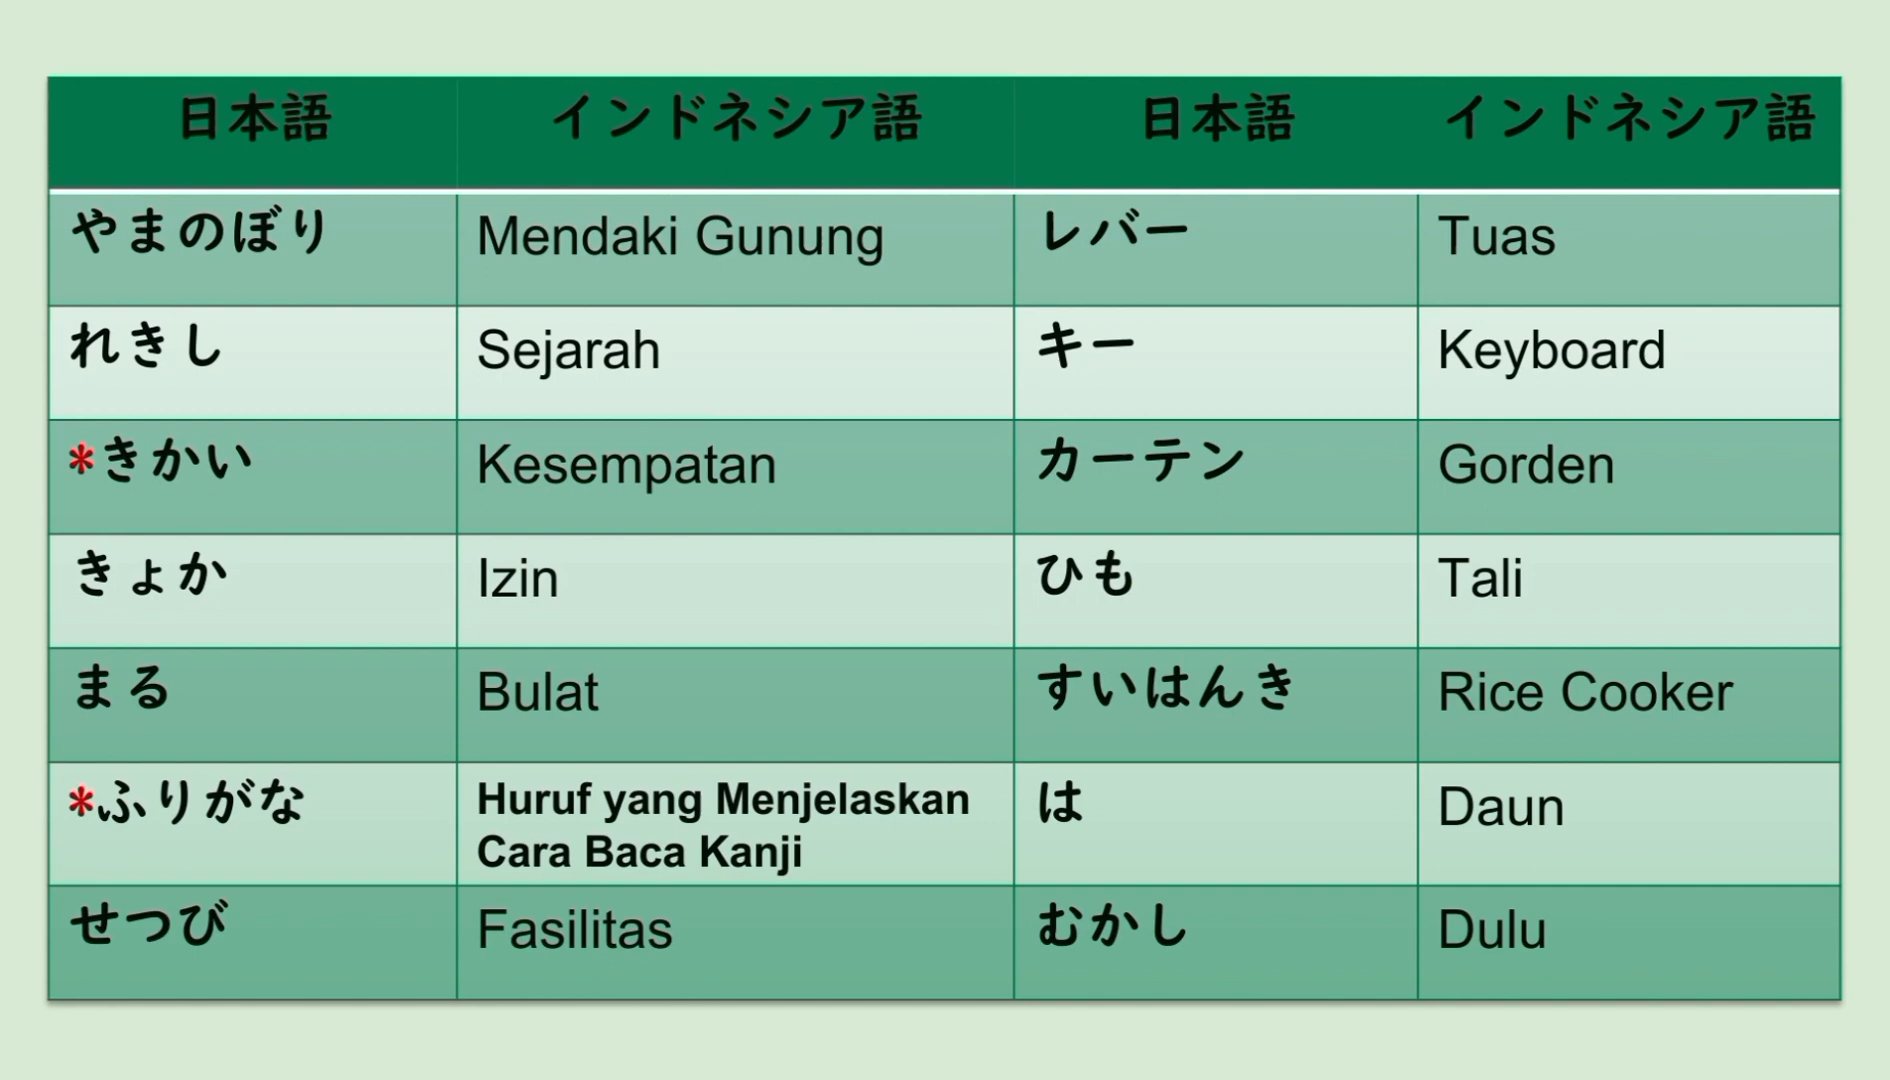 日本語 インドネシア語 日本語 インドネシア語
やまのぼり Mendaki Gunung レバー Tuas
れきし Sejarah キー Keyboard
*きかい Kesempatan カーテン Gorden
きょか Izin ひも Tali
まる Bulat すいはんき Rice Cooker
*ふりがな Huruf yang Menjelaskan は Daun
Cara Baca Kanji
せつび Fasilitas むかし Dulu